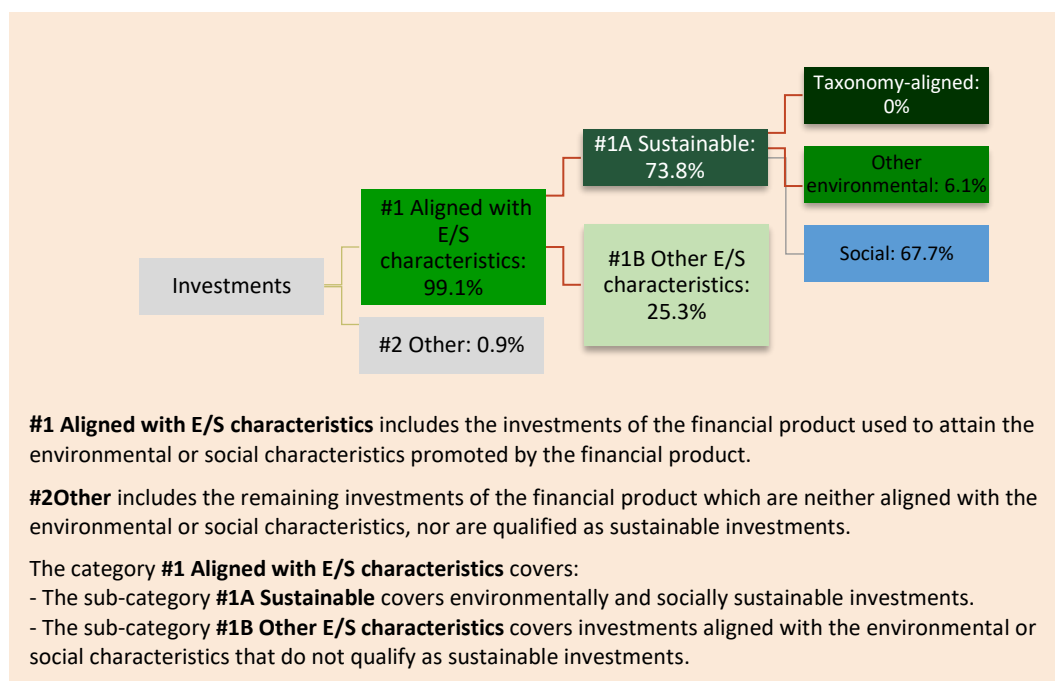 Taxonomy-aligned:
0%
#1A Sustainable:
73.8%
Other
environmental: 6.1%
#1 Aligned with
E/S
characteristics:
99.1%
#1B Other E/S
characteristics:
25.3%
Social: 67.7%
Investments
#2 Other: 0.9%
#1 Aligned with E/S characteristics includes the investments of the financial product used to attain the
environmental or social characteristics promoted by the financial product.
#2Other includes the remaining investments of the financial product which are neither aligned with the
environmental or social characteristics, nor are qualified as sustainable investments.
The category #1 Aligned with E/S characteristics covers:
- The sub-category #1A Sustainable covers environmentally and socially sustainable investments.
- The sub-category #1B Other E/S characteristics covers investments aligned with the environmental or
social characteristics that do not qualify as sustainable investments.